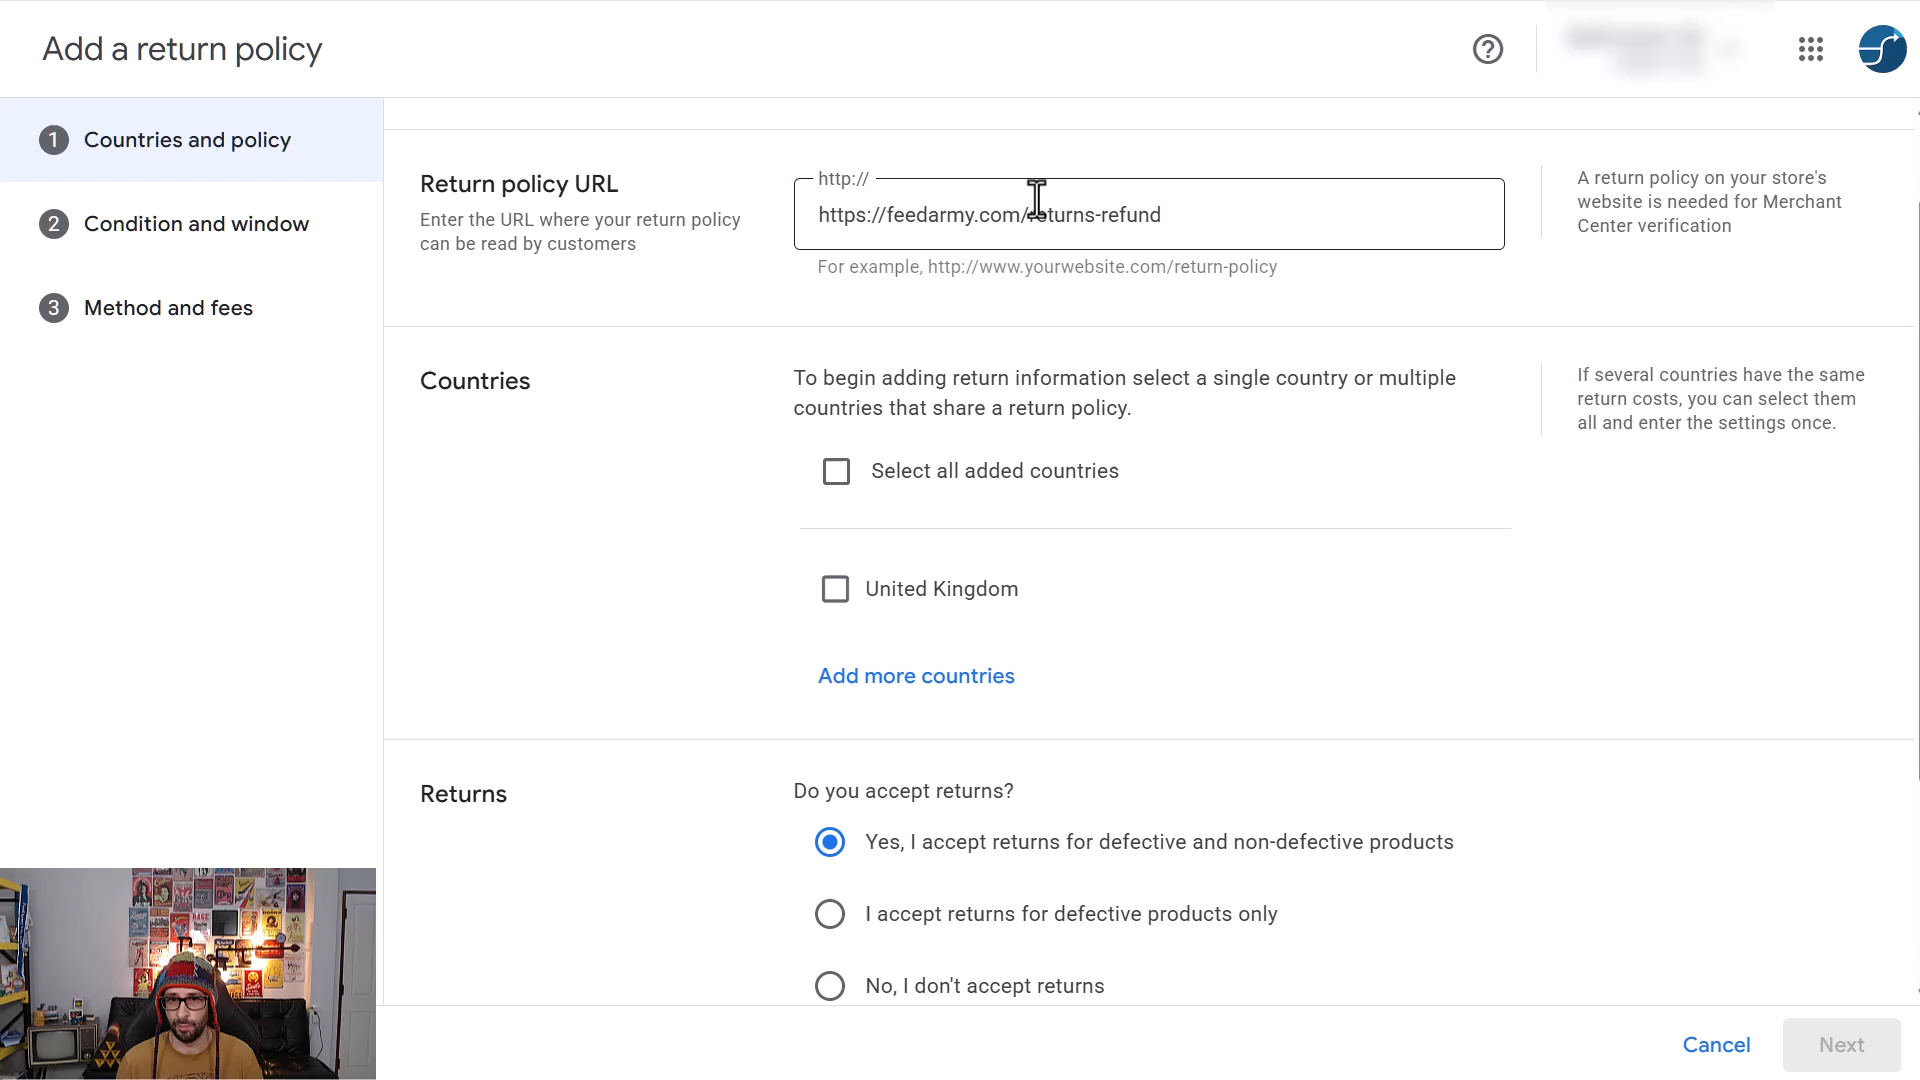 Add a return policy
1 Countries and policy
2 Condition and window
3 Method and fees
Return policy URL
Enter the URL where your return policy
can be read by customers
http://
https://feedarmy.com/returns-refund
For example, http://www.yourwebsite.com/return-policy
A return policy on your store's
website is needed for Merchant
Center verification
Countries
To begin adding return information select a single country or multiple
countries that share a return policy.
Select all added countries
United Kingdom
Add more countries
If several countries have the same
return costs, you can select them
all and enter the settings once.
Returns
Do you accept returns?
Yes, I accept returns for defective and non-defective products
I accept returns for defective products only
No, I don't accept returns
Cancel
Next